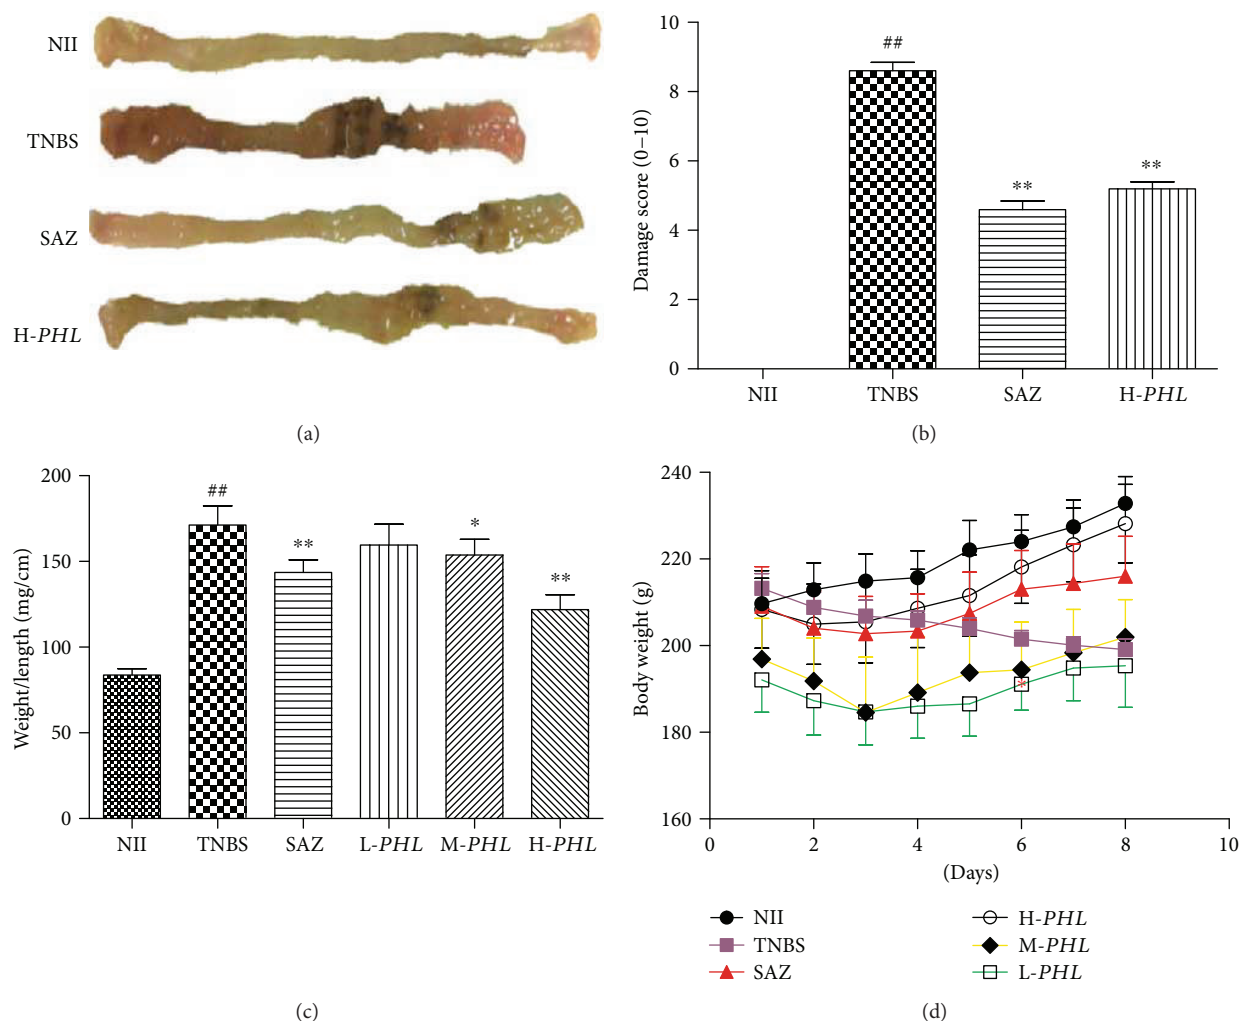 NII
TNBS
SAZ
H-PHL
(a)
Damage score (0–10)
10
8
6
4
2
0
##
**
**
NII TNBS SAZ H-PHL
(b)
Weight/length (mg/cm)
200
150
100
50
0
##
**
*
**
NII TNBS SAZ L-PHL M-PHL H-PHL
(c)
Body weight (g)
240
220
200
180
160
*
0 2 4 6 8 10
(Days)
NII
TNBS
SAZ
H-PHL
M-PHL
L-PHL
(d)